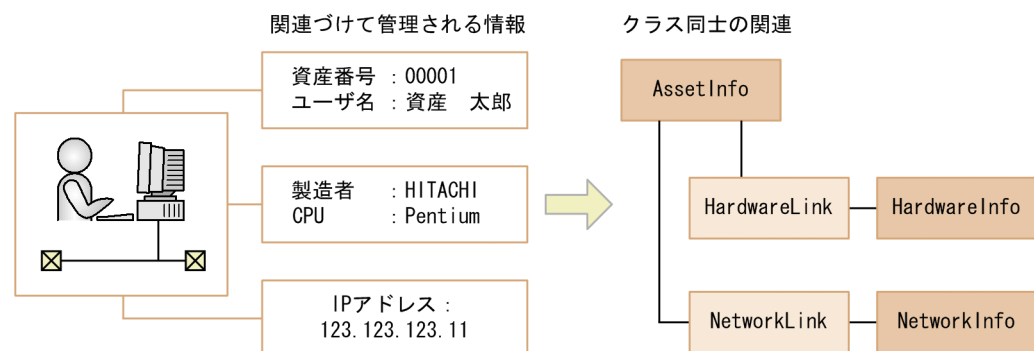 関連づけて管理される情報
資産番号 :00001
ユーザ名 :資産 太郎
製造者 :HITACHI
CPU :Pentium
IPアドレス:
123.123.123.11
クラス同士の関連
AssetInfo
HardwareLink
HardwareInfo
NetworkLink
NetworkInfo